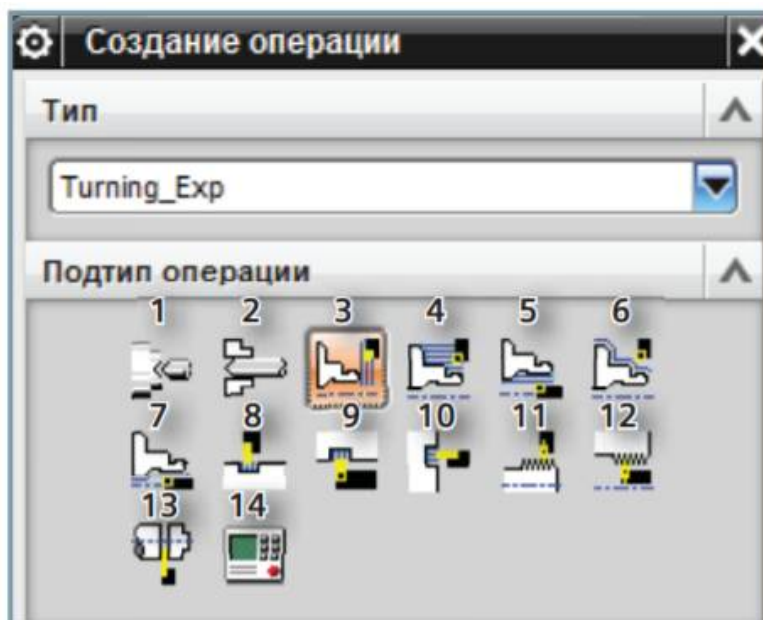 Создание операции
Тип
Turning_Exp
Подтип операции
1 2 3 4 5 6
7 8 9 10 11 12
13 14